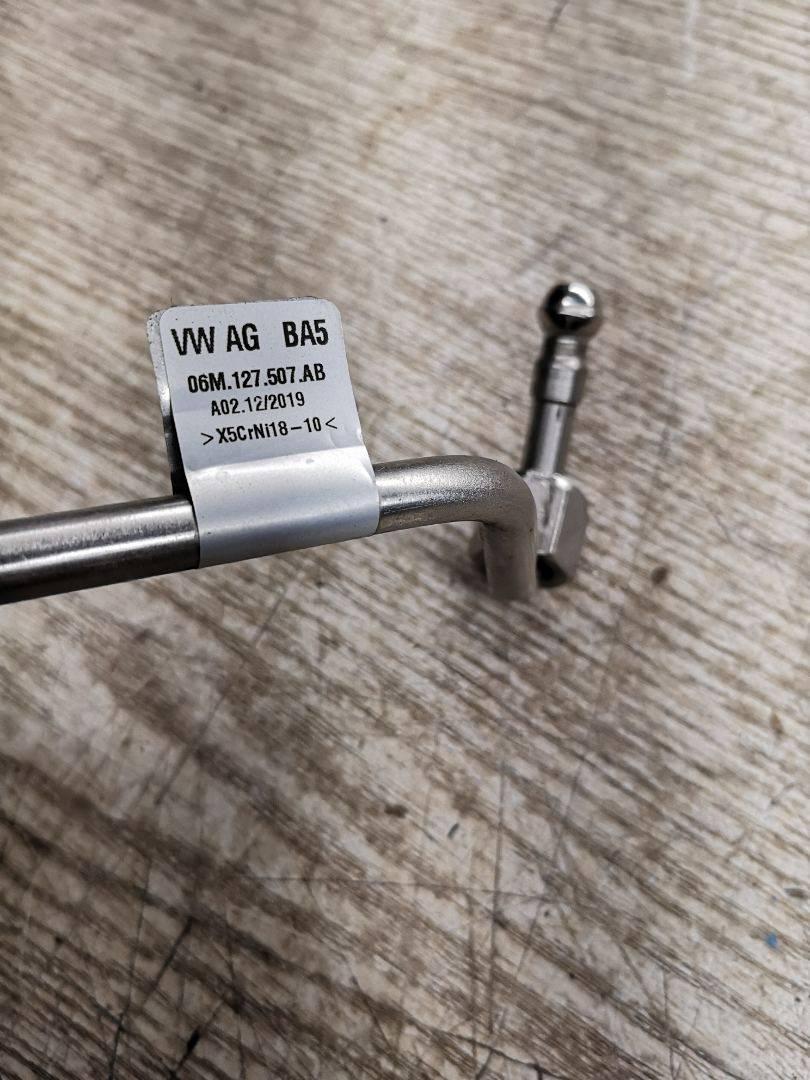 VW AG BA5
06M.127.507.AB
A02.12/2019
>X5CrNi18-10<